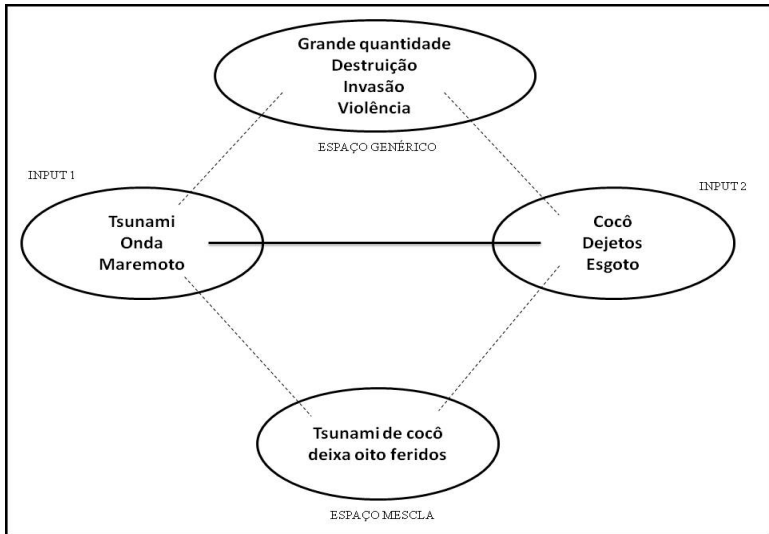 Grande quantidade
Destruição
Invasão
Violência
ESPAÇO GENÉRICO
INPUT 1
INPUT 2
Tsunami
Onda
Maremoto
Cocô
Dejetos
Esgoto
Tsunami de cocô
deixa oito feridos
ESPAÇO MESCLA